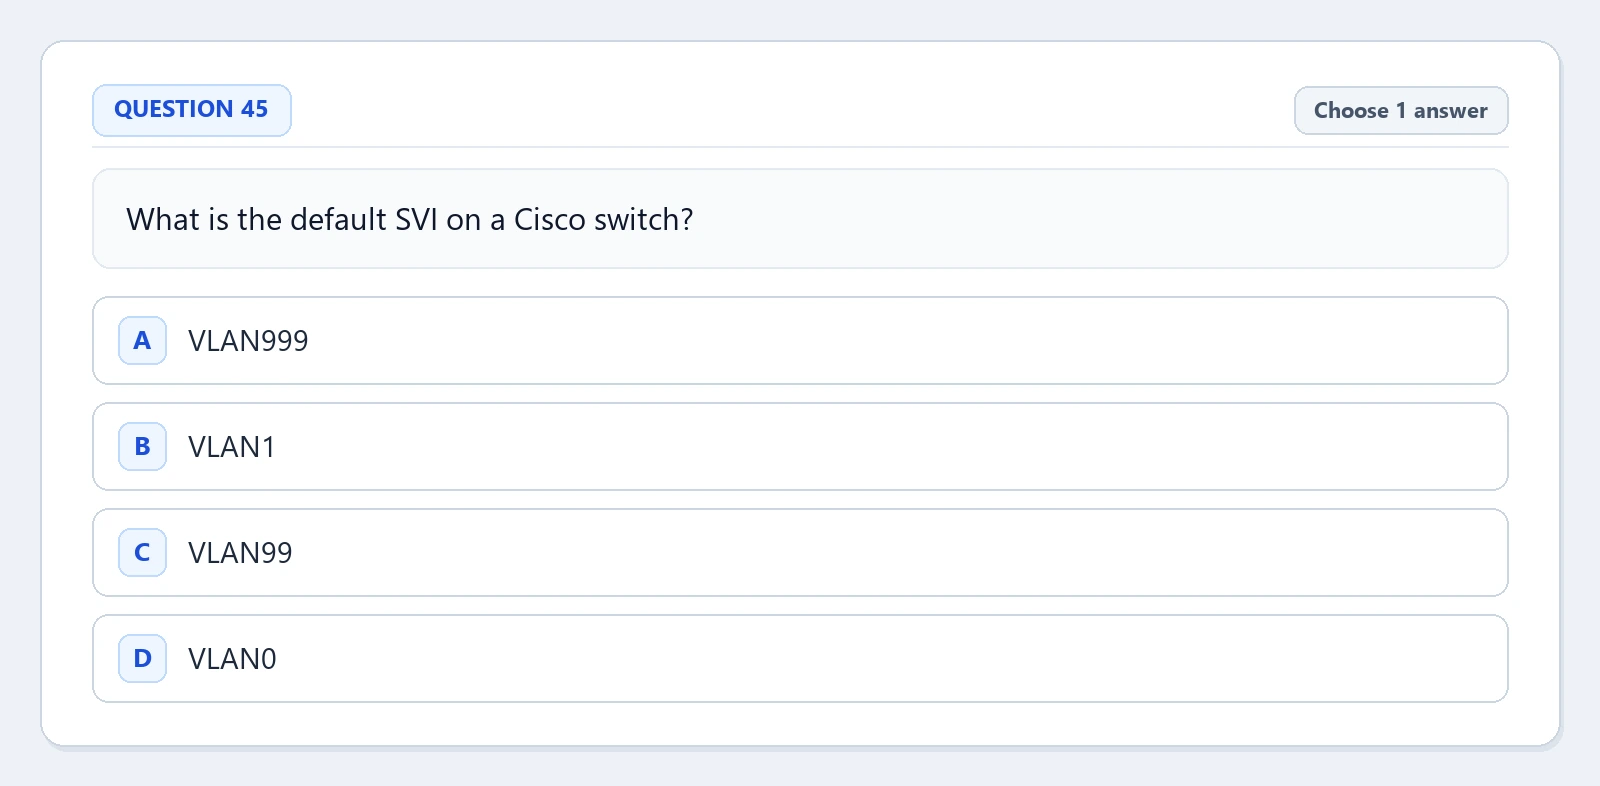 QUESTION 45
Choose 1 answer
What is the default SVI on a Cisco switch?
A VLAN999
B VLAN1
C VLAN99
D VLAN0